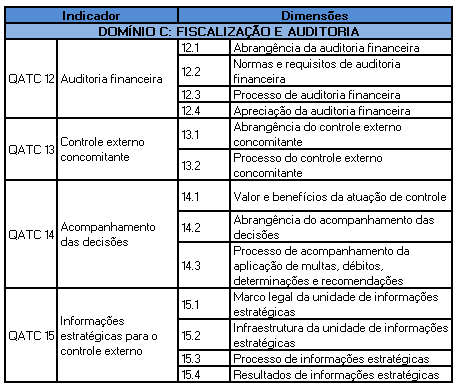 Indicador Dimensões
DOMÍNIO C: FISCALIZAÇÃO E AUDITORIA
QATC 12 Auditoria financeira
12.1 Abrangência da auditoria financeira
12.2 Normas e requisitos de auditoria
financeira
12.3 Processo de auditoria financeira
12.4 Apreciação da auditoria financeira
QATC 13 Controle externo
concomitante
13.1 Abrangência do controle externo
concomitante
13.2 Processo do controle externo
concomitante
QATC 14 Acompanhamento
das decisões
14.1 Valor e benefícios da atuação de controle
14.2 Abrangência do acompanhamento das
decisões
14.3 Processo de acompanhamento da
aplicação de multas, débitos,
determinações e recomendações
QATC 15 Informações
estratégicas para o
controle externo
15.1 Marco legal da unidade de informações
estratégicas
15.2 Infraestrutura da unidade de informações
estratégicas
15.3 Processo de informações estratégicas
15.4 Resultados de informações estratégicas